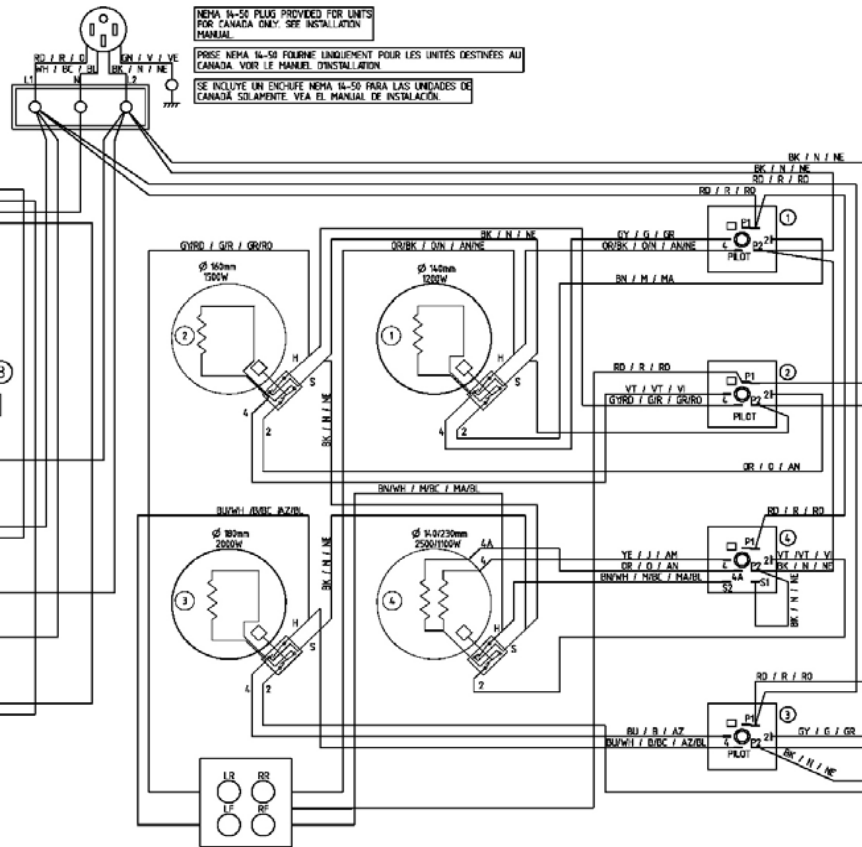 NEMA 14-50 PLUG PROVIDED FOR UNITS
FOR CANADA ONLY. SEE INSTALLATION
MANUAL.
PRISE NEMA 14-50 FOURNIE UNIQUEMENT POUR LES UNITÉS DESTINÉES AU
CANADA. VOIR LE MANUEL D'INSTALLATION.
SE INCLUYE UN ENCHUFE NEMA 14-50 PARA LAS UNIDADES DE
CANADÁ SOLAMENTE. VEA EL MANUAL DE INSTALACIÓN.
GN / V / VE
WH / BC / BL
BK / N / NE
L1
N
L2
BK / N / NE
BK / N / NE
RD / R / RO
RD / R / RO
P1
1
GY / G / GR
OR/BK / O/N / AN/NE
4
P2
2
PILOT
BK / N / NE
GY/RD / G/R / GR/RO
OR/BK / O/N / AN/NE
BN / M / MA
Ø 160mm
1500W
Ø 140mm
1200W
2
1
H
S
H
S
4
2
4
2
BK / N / NE
RD / R / RO
P1
2
VT / VT / VI
GY/RD / G/R / GR/RO
4
P2
2
PILOT
OR / O / AN
8
BN/WH / M/BC / MA/BL
BU/WH / B/BC / AZ/BL
RD / R / RO
Ø 180mm
2000W
Ø 140/230mm
2500/1100W
BK / N / NE
4A
4
P1
4
YE / J / AM
OR / O / AN
BN/WH / M/BC / MA/BL
4
P2
2
4A
S1
S2
VT / VT / VI
BK / N / NE
BK / N / NE
3
4
H
S
H
S
4
2
2
RD / R / RO
P1
3
BU / B / AZ
BU/WH / B/BC / AZ/BL
4
P2
2
PILOT
GY / G / GR
BK / N / NE
LR
RR
LF
RF